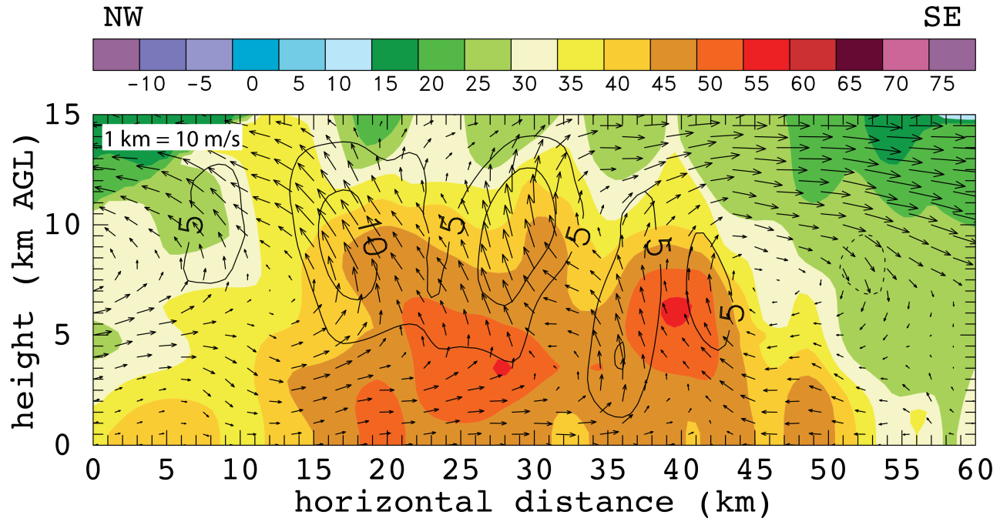 NW SE
−10 −5 0 5 10 15 20 25 30 35 40 45 50 55 60 65 70 75
15
1 km = 10 m/s
10
5 10 5 5 5
5
5
0
height (km AGL)
0 5 10 15 20 25 30 35 40 45 50 55 60
horizontal distance (km)